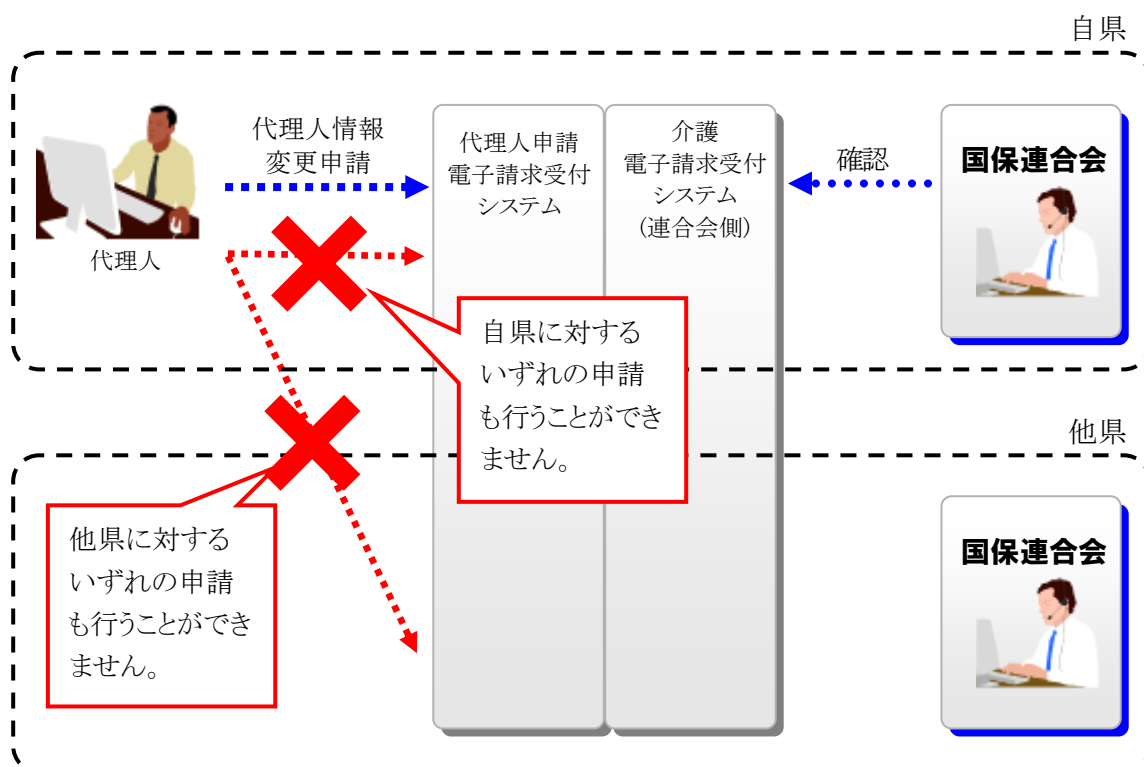 自県
代理人情報
変更申請
代理人
代理人申請
電子請求受付
システム
介護
電子請求受付
システム
(連合会側)
確認
国保連合会
自県に対する
いずれの申請
も行うことができ
ません。
他県
他県に対する
いずれの申請
も行うことができ
ません。
国保連合会